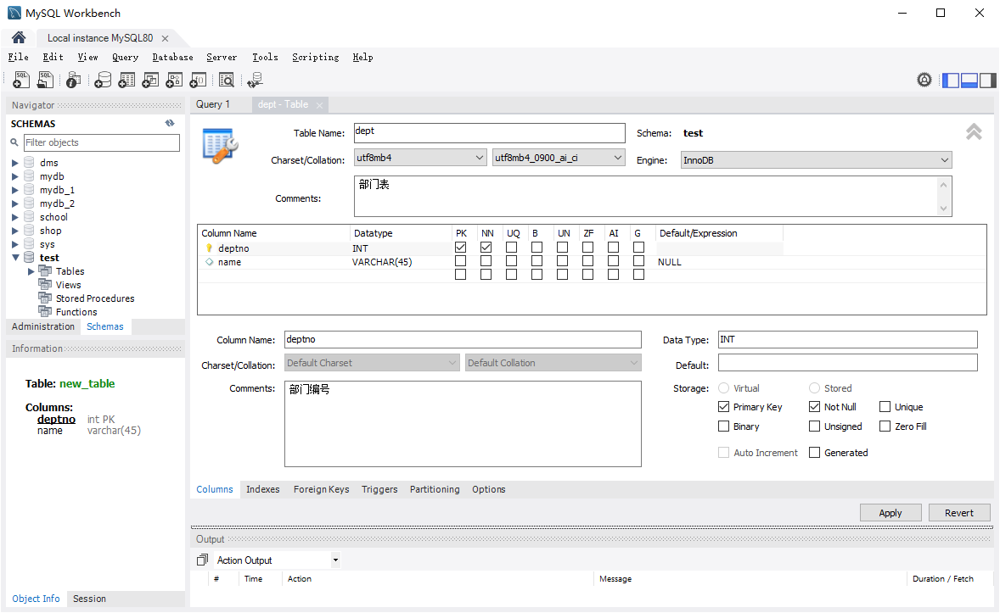 MySQL Workbench
Local instance MySQL80
File Edit View Query Database Server Tools Scripting Help
Navigator
SCHEMAS
Filter objects
dms
mydb
mydb_1
mydb_2
school
shop
sys
test
Tables
Views
Stored Procedures
Functions
Administration Schemas
Information
Table: new_table
Columns:
deptno int PK
name varchar(45)
Object Info Session
Query 1 dept - Table
Table Name: dept Schema: test
Charset/Collation: utf8mb4 utf8mb4_0900_ai_ci Engine: InnoDB
Comments: 部门表
Column Name Datatype PK NN UQ B UN ZF AI G Default/Expression
deptno INT
name VARCHAR(45) NULL
Column Name: deptno Data Type: INT
Charset/Collation: Default Charset Default Collation Default:
Comments: 部门编号 Storage: Virtual Stored
Primary Key Not Null Unique
Binary Unsigned Zero Fill
Auto Increment Generated
Columns Indexes Foreign Keys Triggers Partitioning Options
Apply Revert
Output
Action Output
# Time Action Message Duration / Fetch